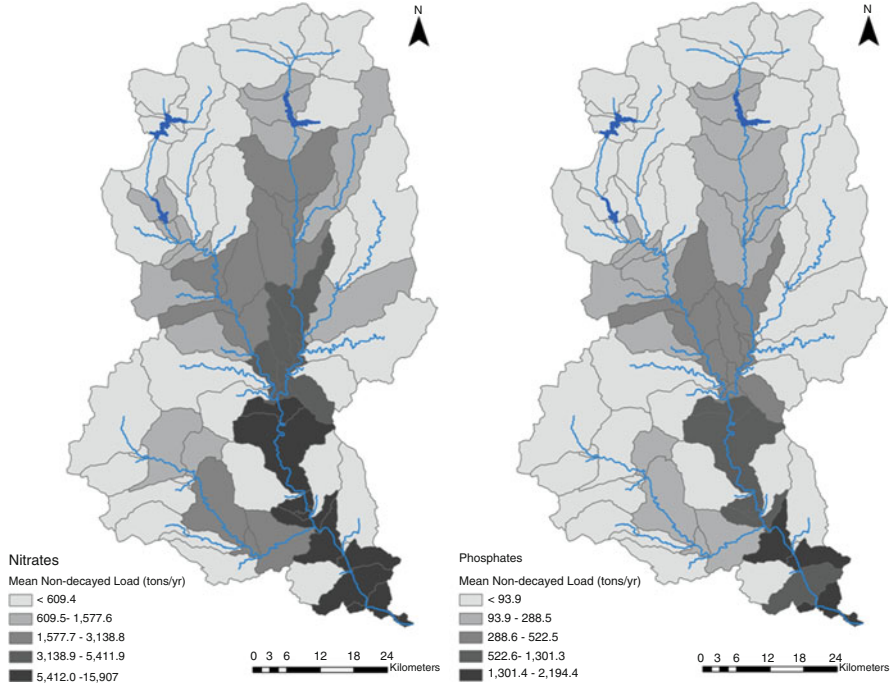 N
N
Nitrates
Mean Non-decayed Load (tons/yr)
< 609.4
609.5- 1,577.6
1,577.7 - 3,138.8
3,138.9 - 5,411.9
5,412.0 -15,907
0 3 6 12 18 24
Kilometers
Phosphates
Mean Non-decayed Load (tons/yr)
< 93.9
93.9 - 288.5
288.6 - 522.5
522.6- 1,301.3
1,301.4 - 2,194.4
0 3 6 12 18 24
Kilometers